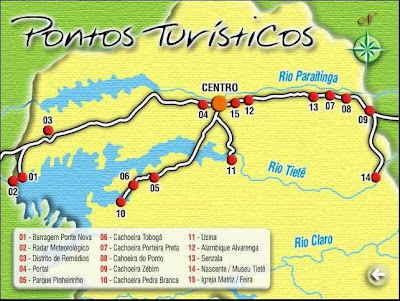 Pontos Turísticos
N
Rio Paraitinga
CENTRO
04
15
12
13
07
08
09
03
11
Rio Tietê
02
01
06
05
10
14
Rio Claro
01 - Barragem Ponte Nova
02 - Radar Meteorológico
03 - Distrito de Remédios
04 - Portal
05 - Parque Pinheirinho
06 - Cachoeira Tobogã
07 - Cachoeira Porteira Preta
08 - Cahoeira do Ponto
09 - Cachoeira Zébim
10 - Cachoeira Pedra Branca
11 - Usina
12 - Alambique Alvarenga
13 - Senzala
14 - Nascente / Museu Tietê
15 - Igreja Matriz / Feira